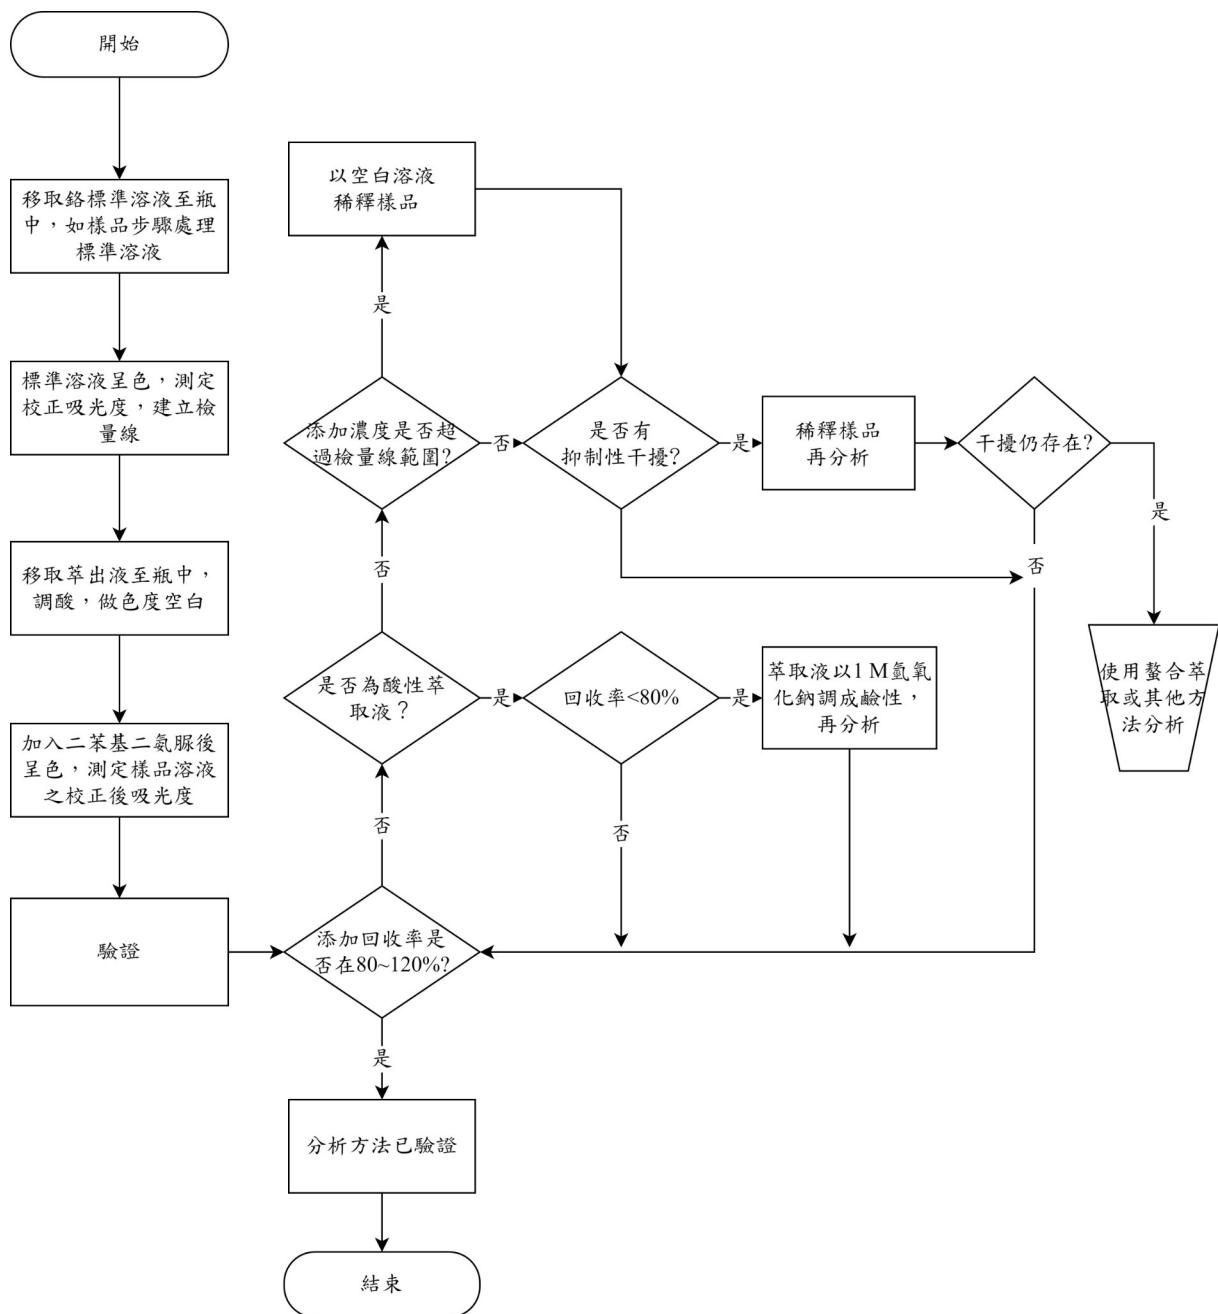 開始
移取鉻標準溶液至瓶
中，如樣品步驟處理
標準溶液
標準溶液呈色，測定
校正吸光度，建立檢
量線
移取萃出液至瓶中，
調酸，做色度空白
加入二苯基二氨脲後
呈色，測定樣品溶液
之校正後吸光度
驗證
添加回收率是
否在80~120%?
否
是否為酸性萃
取液？
是
回收率<80%
是
萃取液以1 M氫氧
化鈉調成鹼性，
再分析
否
否
添加濃度是否超
過檢量線範圍?
是
以空白溶液
稀釋樣品
否
是否有
抑制性干擾?
是
稀釋樣品
再分析
干擾仍存在?
否
是
使用螯合萃
取或其他方
法分析
是
分析方法已驗證
結束